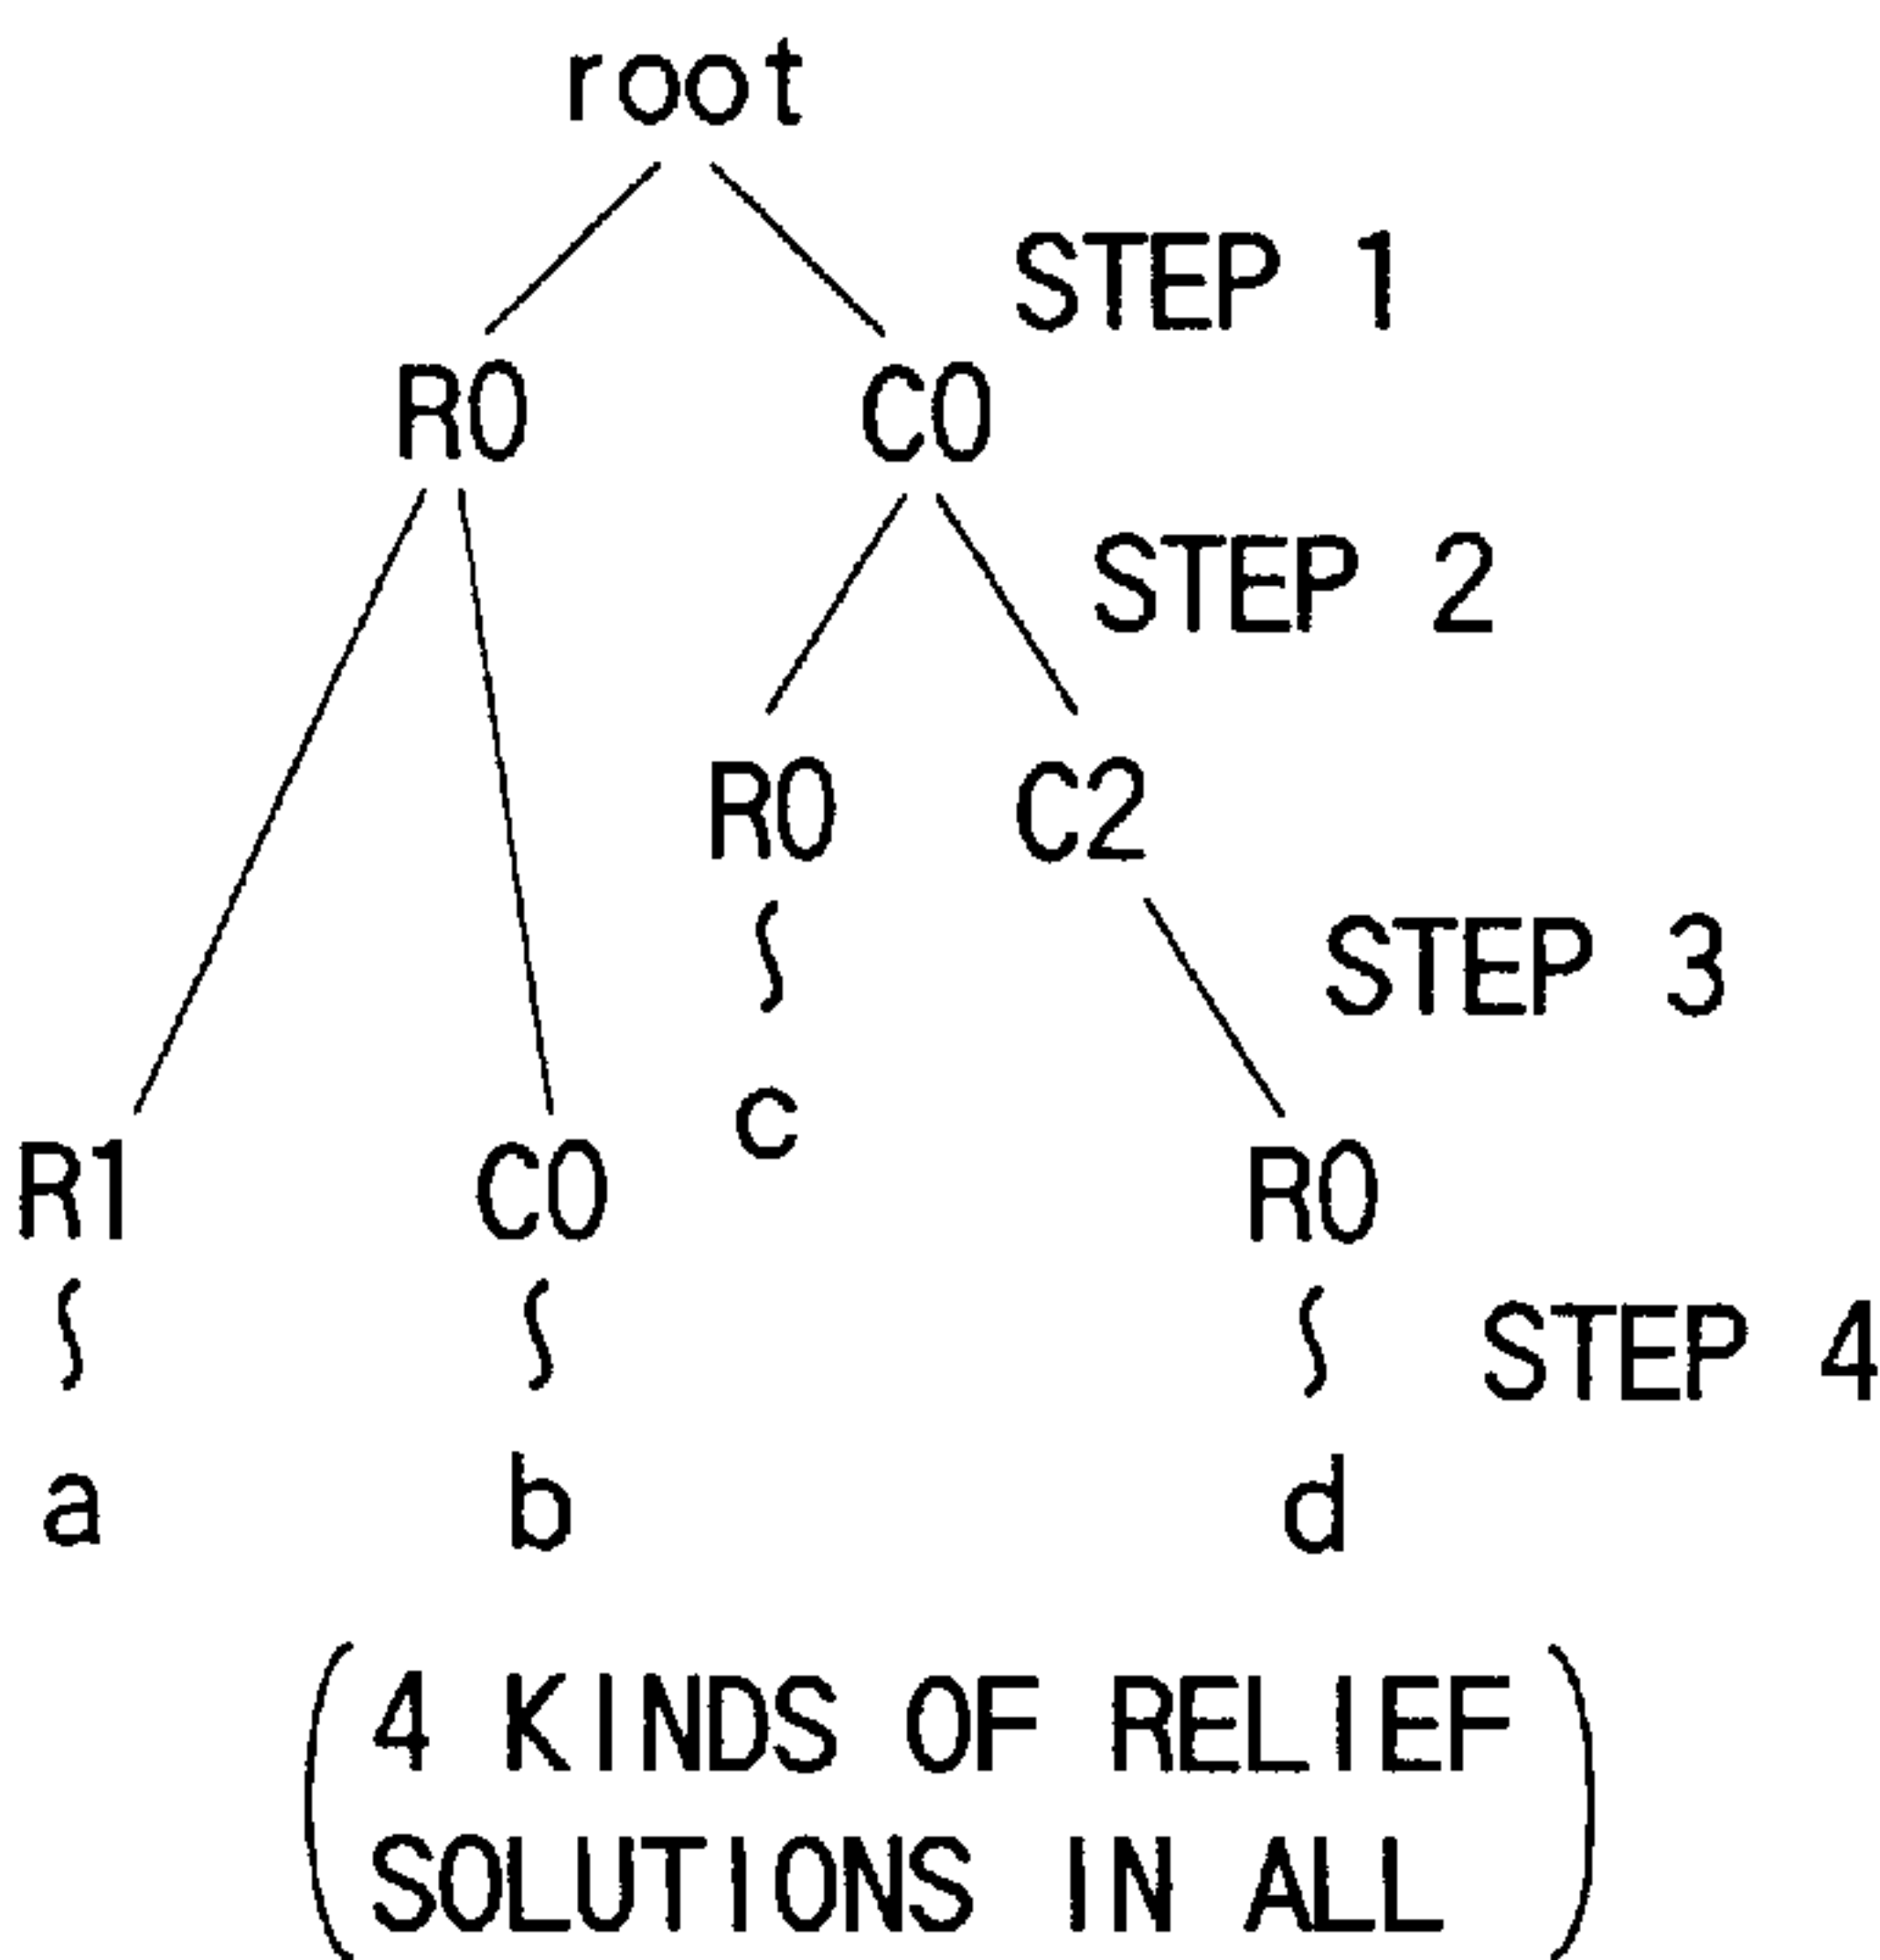 root
STEP 1
R0 C0
STEP 2
R0 C2
STEP 3
c
R1 C0 R0
STEP 4
a b d
4 KINDS OF RELIEF
SOLUTIONS IN ALL